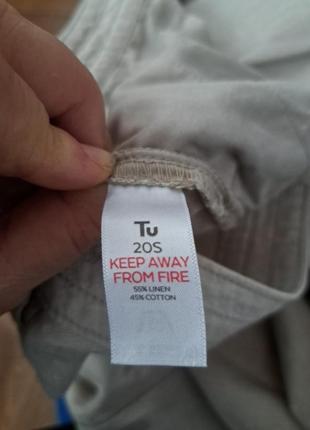 Tu
20S
KEEP AWAY
FROM FIRE
55% LINEN
45% COTTON